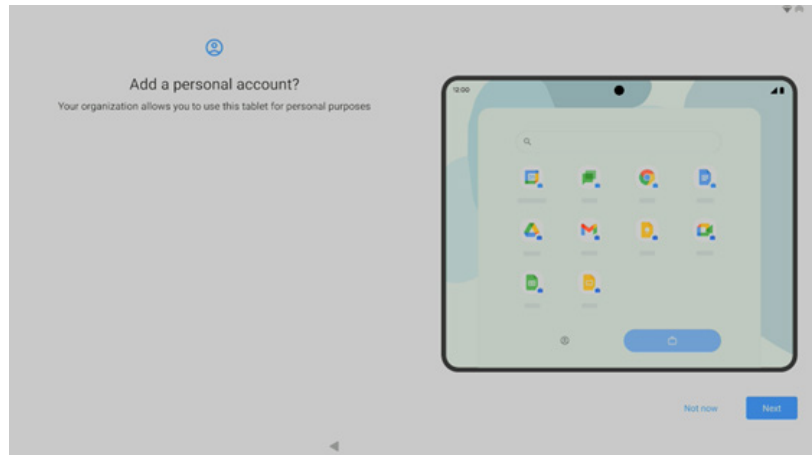 Add a personal account?
Your organization allows you to use this tablet for personal purposes
12:00
Not now
Next